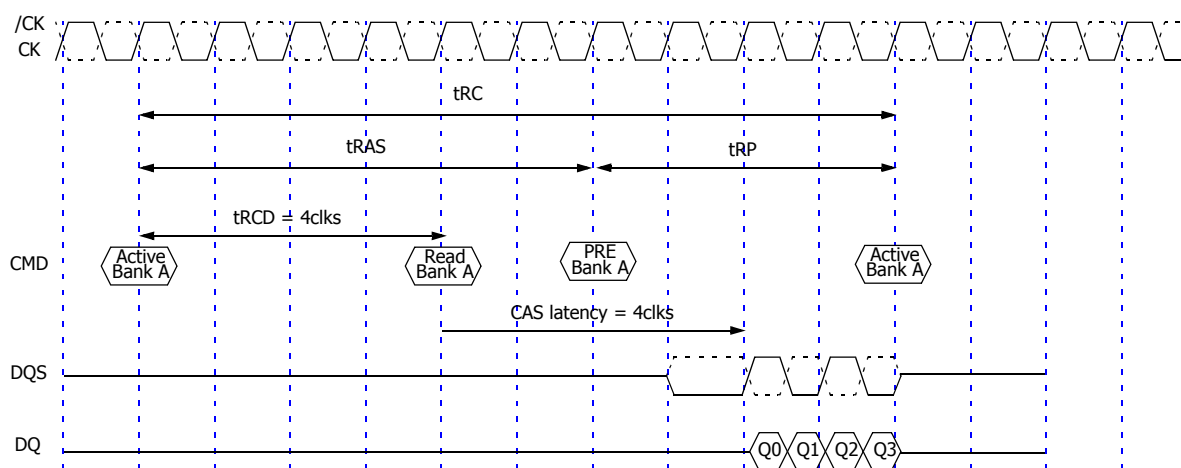 /CK
CK
tRC
tRAS
tRP
tRCD = 4clks
CMD
Active
Bank A
Read
Bank A
PRE
Bank A
Active
Bank A
CAS latency = 4clks
DQS
DQ
Q0
Q1
Q2
Q3